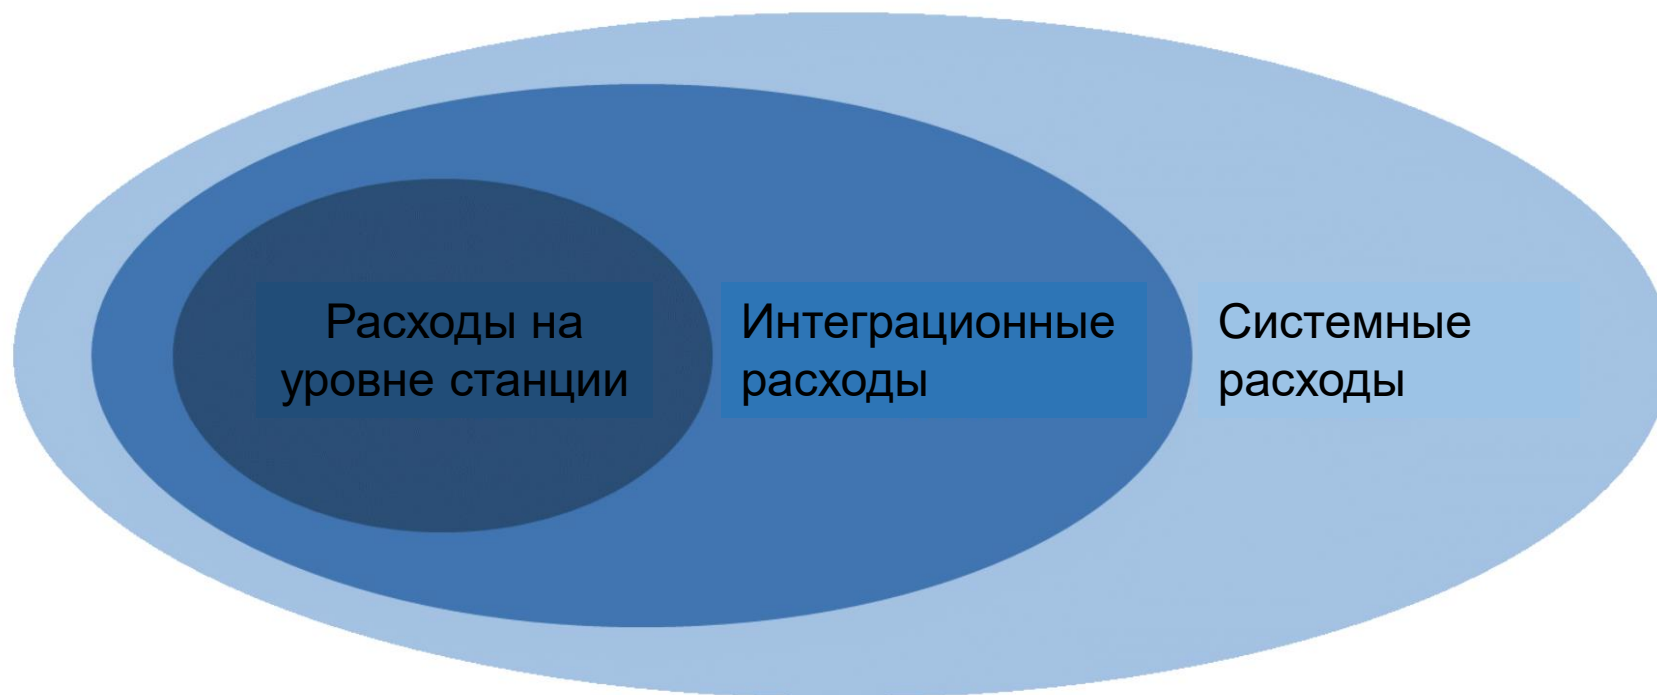 Расходы на
уровне станции
Интеграционные
расходы
Системные
расходы